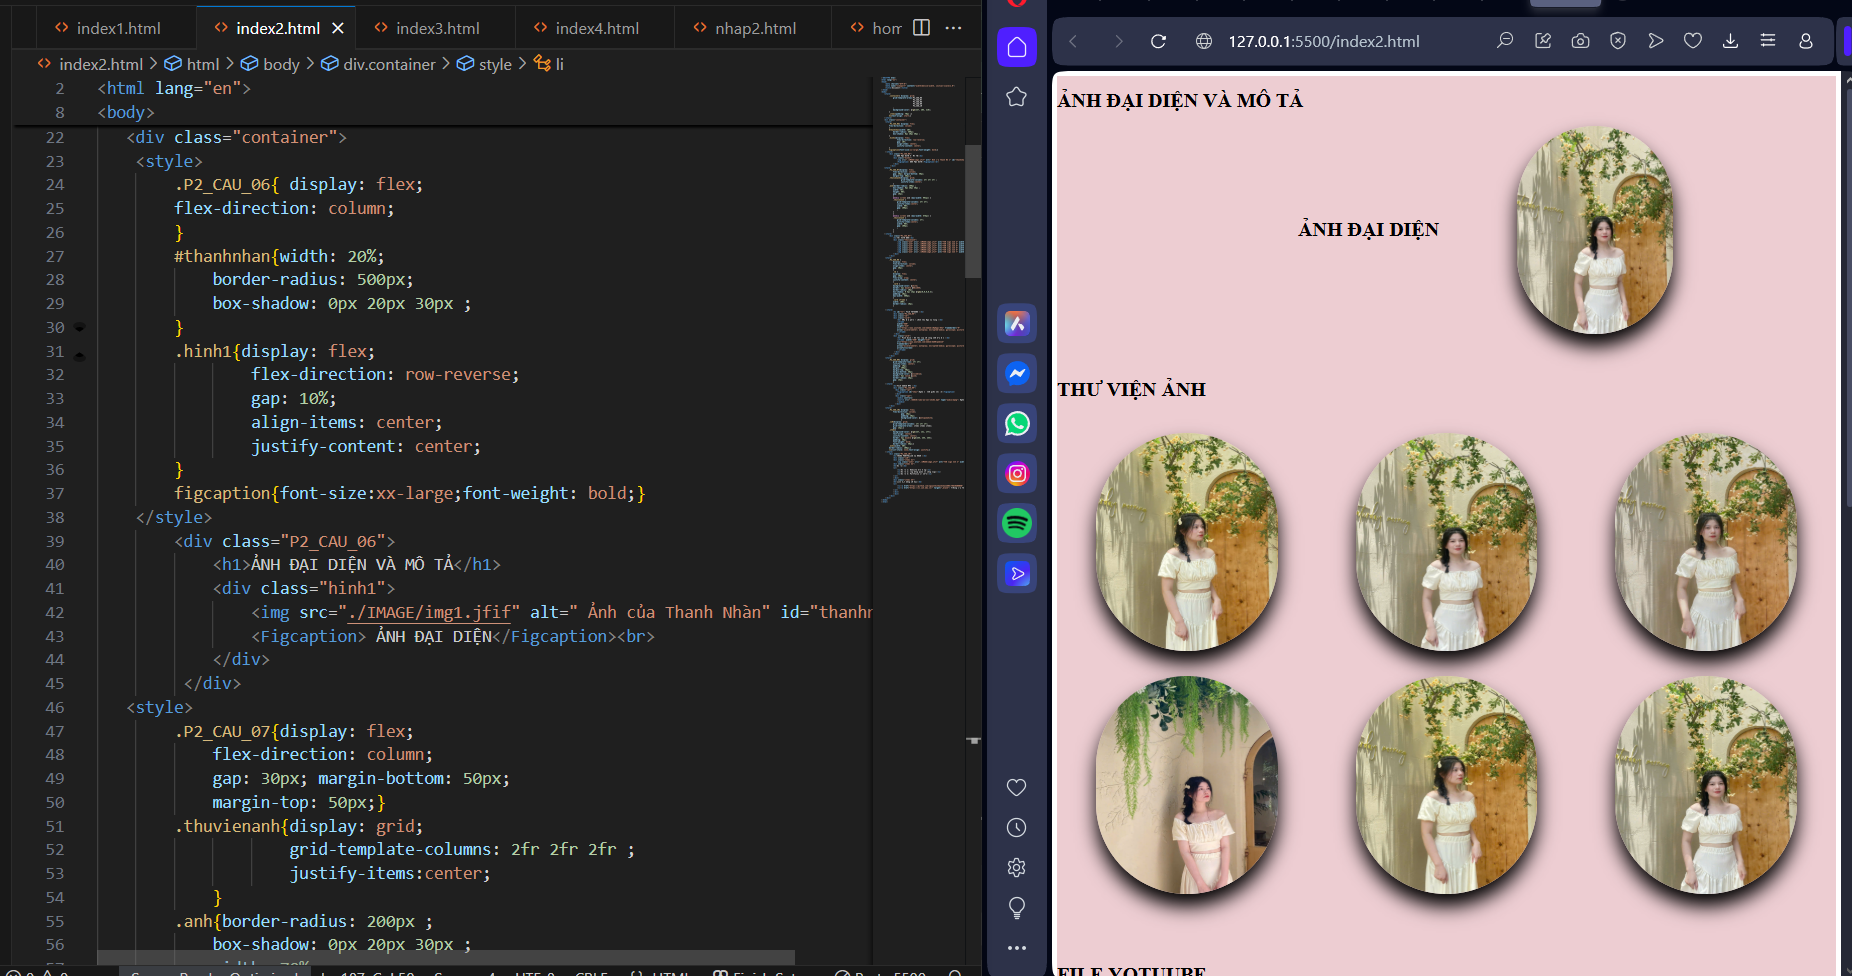 index1.html
index2.html
index3.html
index4.html
nhap2.html
hom
index2.html > html > body > div.container > style > li
2 <html lang="en">
8 <body>
22 <div class="container">
23 <style>
24 .P2_CAU_06{ display: flex;
25 flex-direction: column;
26 }
27 #thanhnhan{width: 20%;
28 border-radius: 500px;
29 box-shadow: 0px 20px 30px ;
30 }
31 .hinh1{display: flex;
32 flex-direction: row-reverse;
33 gap: 10%;
34 align-items: center;
35 justify-content: center;
36 }
37 figcaption{font-size:xx-large;font-weight: bold;}
38 </style>
39 <div class="P2_CAU_06">
40 <h1>ẢNH ĐẠI DIỆN VÀ MÔ TẢ</h1>
41 <div class="hinh1">
42 <img src="./IMAGE/img1.jfif" alt=" Ảnh của Thanh Nhàn" id="thanhn
43 <Figcaption> ẢNH ĐẠI DIỆN</Figcaption><br>
44 </div>
45 </div>
46 <style>
47 .P2_CAU_07{display: flex;
48 flex-direction: column;
49 gap: 30px; margin-bottom: 50px;
50 margin-top: 50px;}
51 .thuvienanh{display: grid;
52 grid-template-columns: 2fr 2fr 2fr ;
53 justify-items:center;
54 }
55 .anh{border-radius: 200px ;
56 box-shadow: 0px 20px 30px ;
127.0.0.1:5500/index2.html
ẢNH ĐẠI DIỆN VÀ MÔ TẢ
ẢNH ĐẠI DIỆN
THƯ VIỆN ẢNH
FILE YOTUUBE